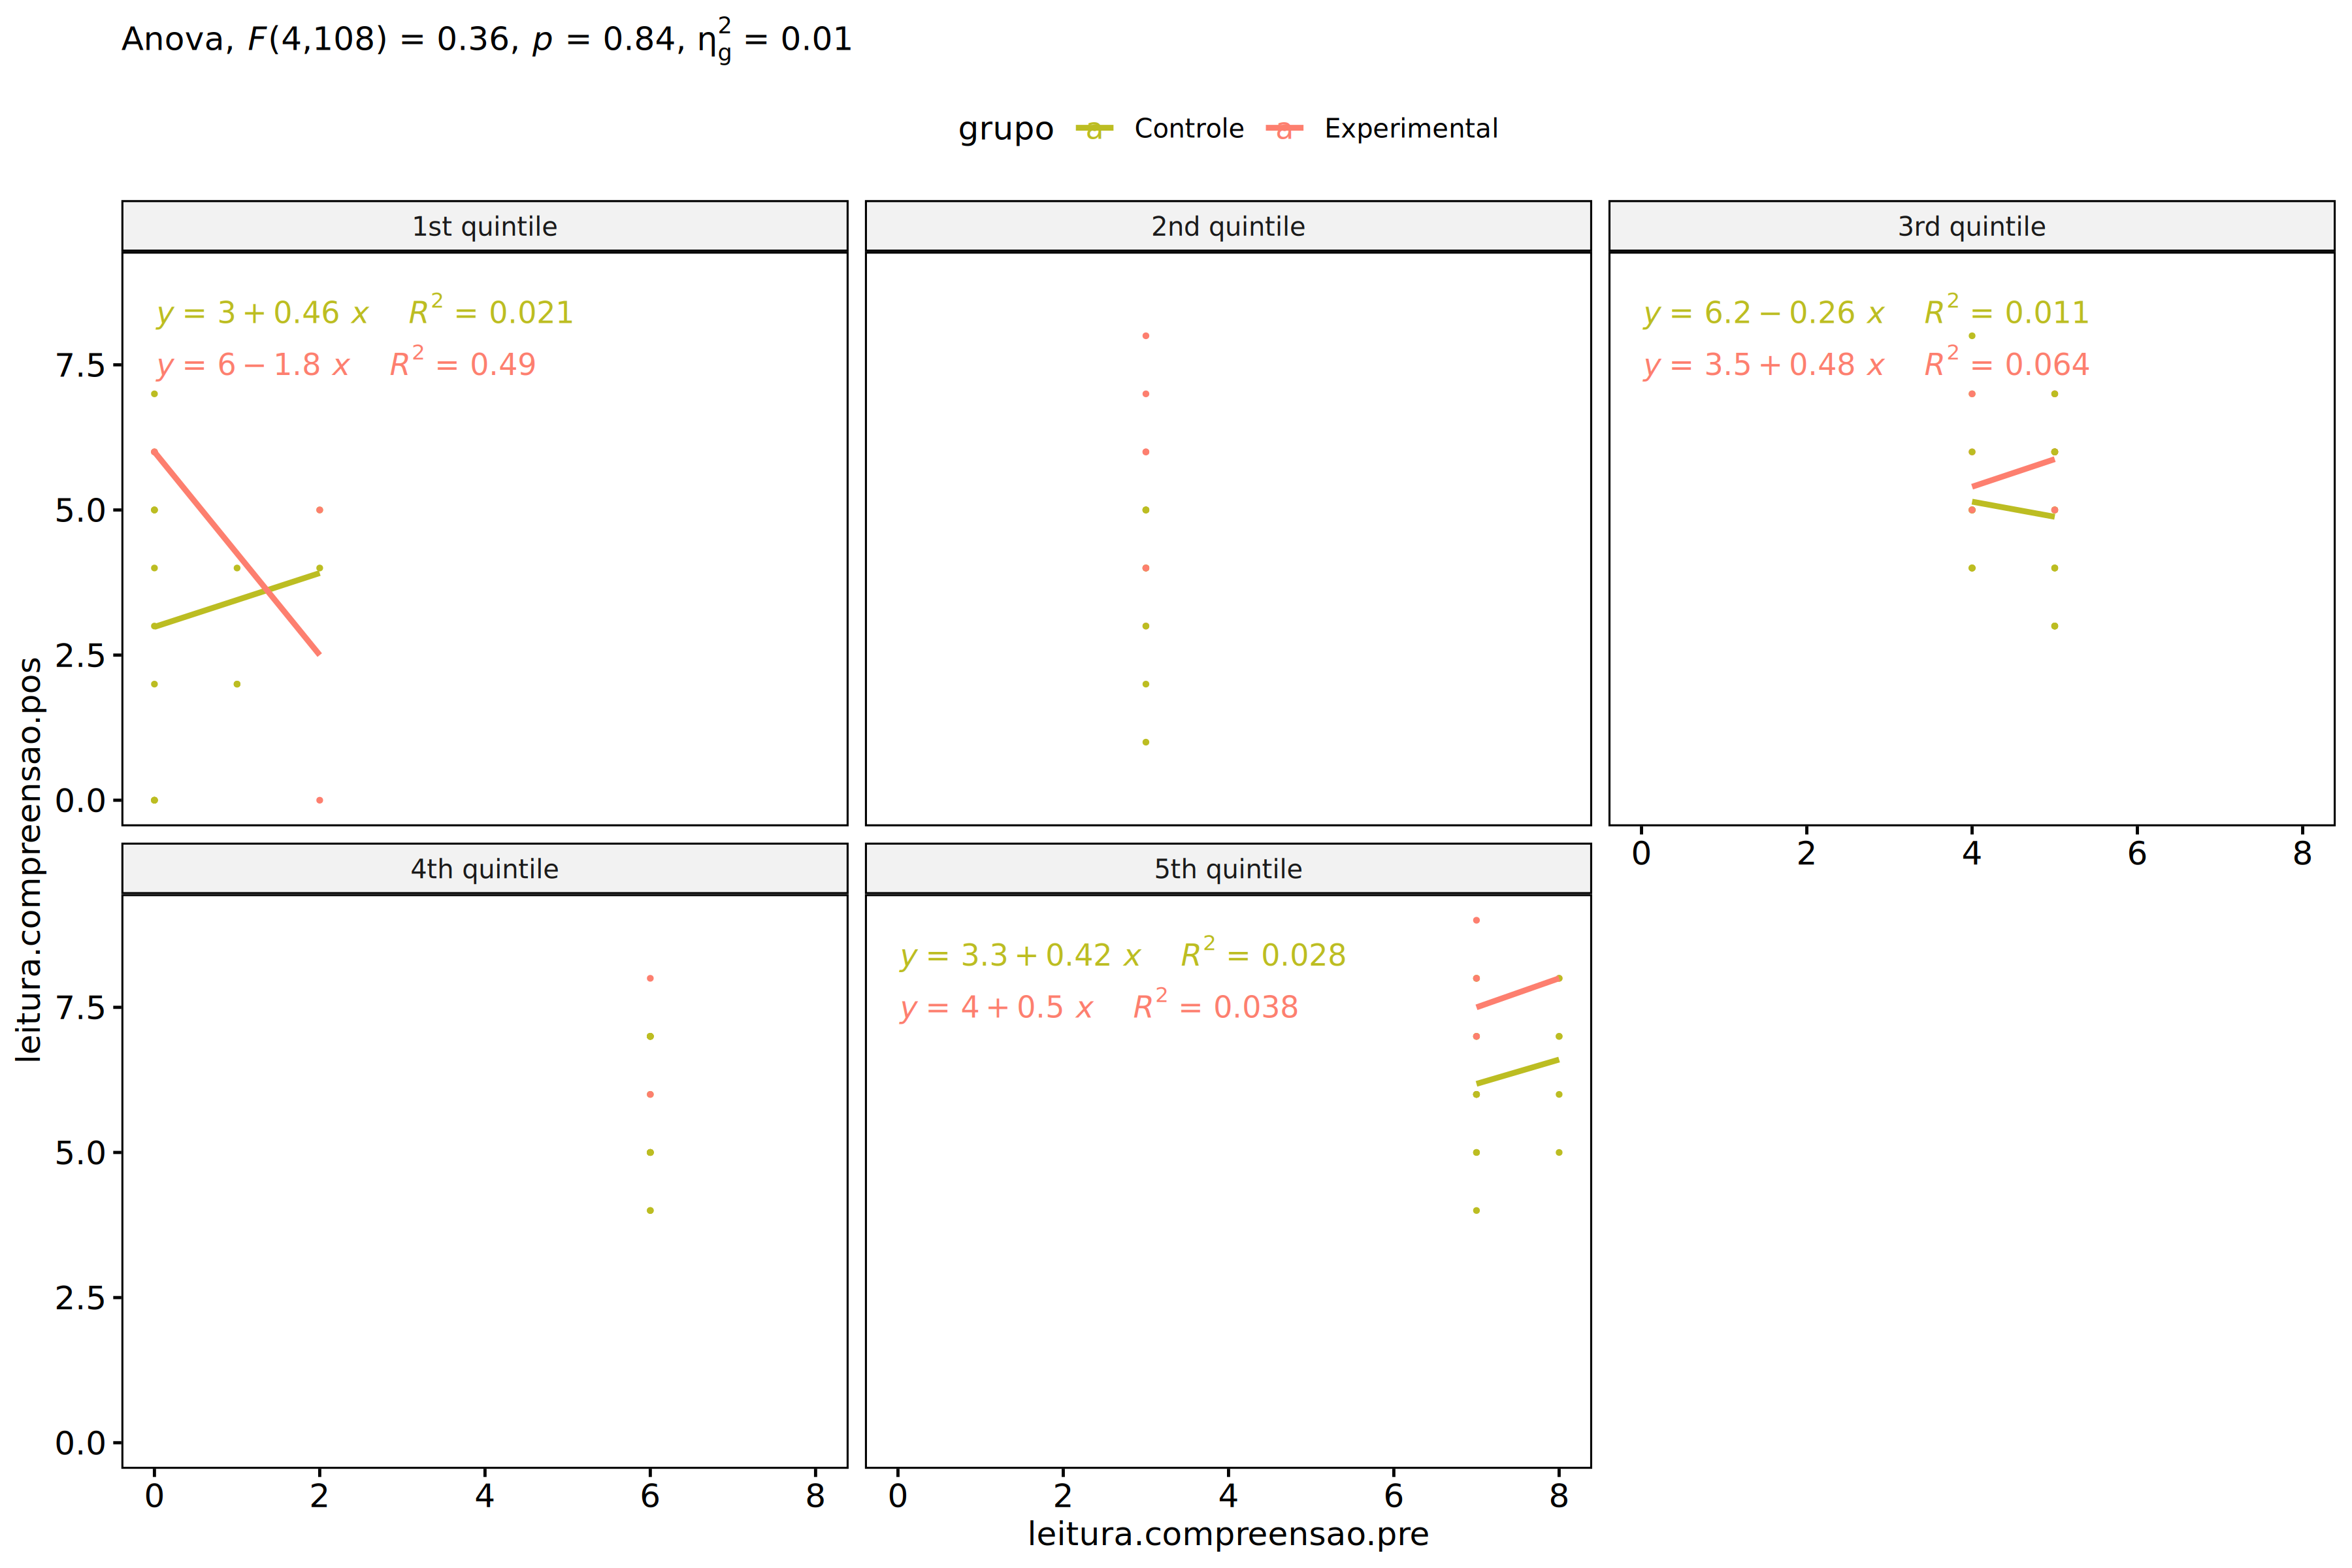 Anova, F(4,108) = 0.36, p = 0.84, η²g = 0.01
grupo a Controle a Experimental
1st quintile
2nd quintile
3rd quintile
y = 3 + 0.46 x R² = 0.021
y = 6 − 1.8 x R² = 0.49
y = 6.2 − 0.26 x R² = 0.011
y = 3.5 + 0.48 x R² = 0.064
7.5
5.0
2.5
0.0
0 2 4 6 8
4th quintile
5th quintile
y = 3.3 + 0.42 x R² = 0.028
y = 4 + 0.5 x R² = 0.038
7.5
5.0
2.5
0.0
0 2 4 6 8
0 2 4 6 8
leitura.compreensao.pre
leitura.compreensao.pos